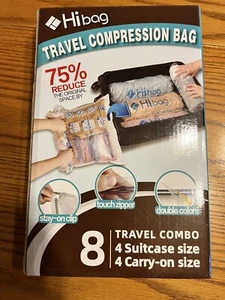 Hibag
TRAVEL COMPRESSION BAG
75%
REDUCE
THE ORIGINAL
SPACE BY
Hibag
Hibag
stay-on clip
touch zipper
double colors
8
TRAVEL COMBO
4 Suitcase size
4 Carry-on size